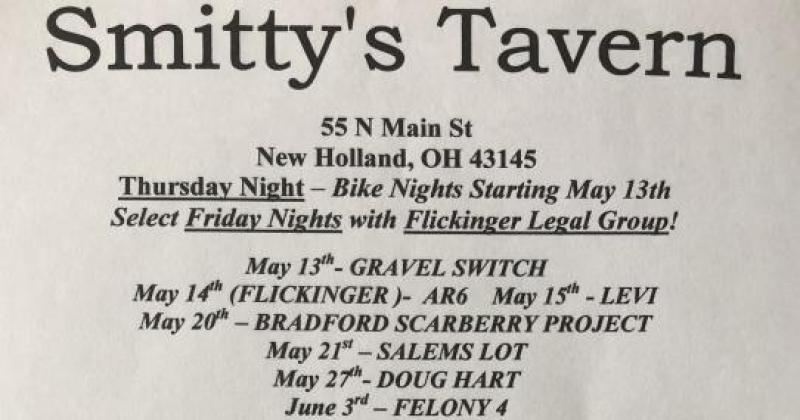 Smitty's Tavern
55 N Main St
New Holland, OH 43145
Thursday Night – Bike Nights Starting May 13th
Select Friday Nights with Flickinger Legal Group!
May 13th- GRAVEL SWITCH
May 14th (FLICKINGER )- AR6 May 15th - LEVI
May 20th – BRADFORD SCARBERRY PROJECT
May 21st – SALEMS LOT
May 27th- DOUG HART
June 3rd – FELONY 4